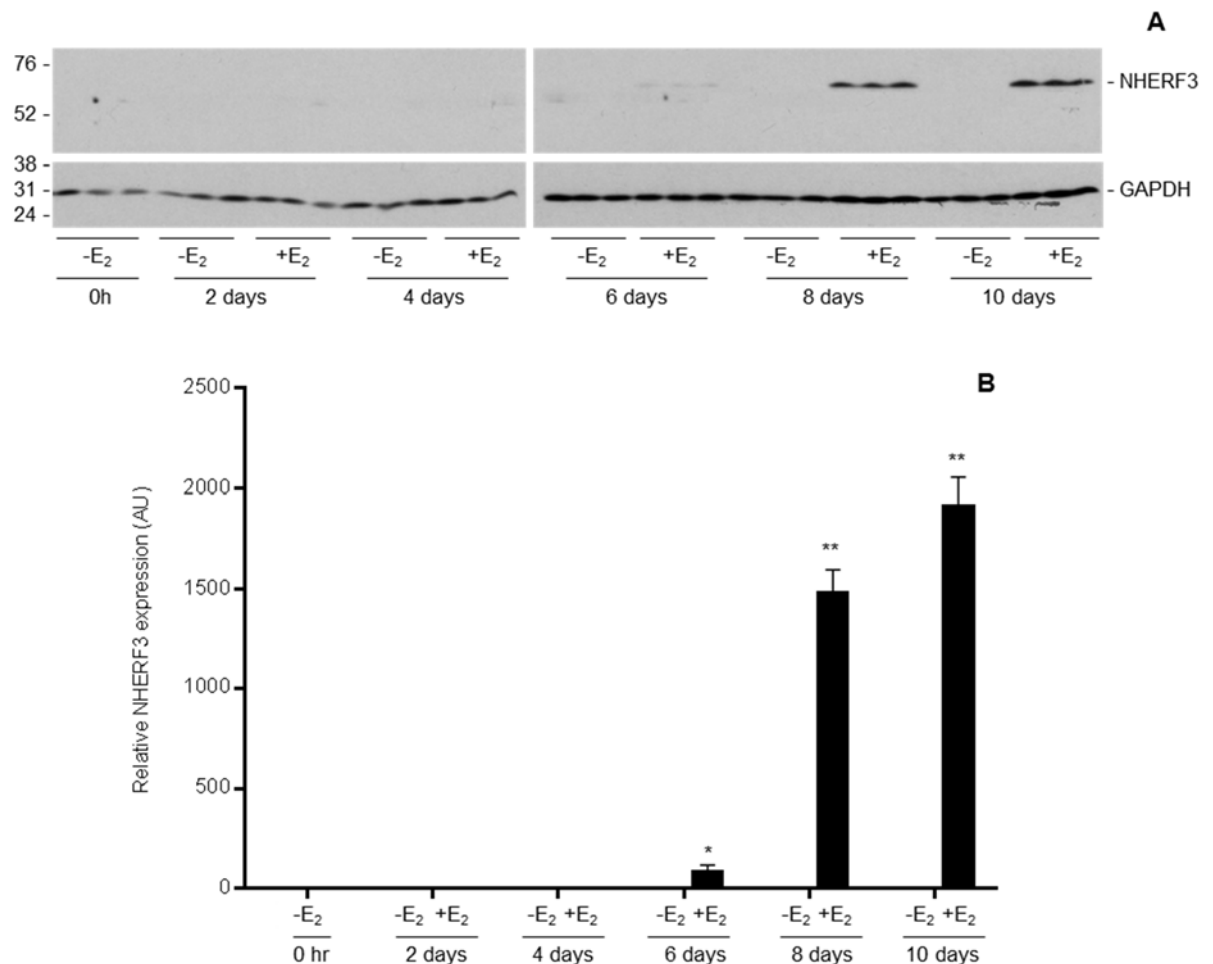 A
76 -
- NHERF3
52 -
38 -
31 -
- GAPDH
24 -
-E₂ -E₂ +E₂ -E₂ +E₂ -E₂ +E₂ -E₂ +E₂ -E₂ +E₂
0h 2 days 4 days 6 days 8 days 10 days
B
Relative NHERF3 expression (AU)
2500
2000
1500
1000
500
0
*
**
**
-E₂ -E₂ +E₂ -E₂ +E₂ -E₂ +E₂ -E₂ +E₂ -E₂ +E₂
0 hr 2 days 4 days 6 days 8 days 10 days